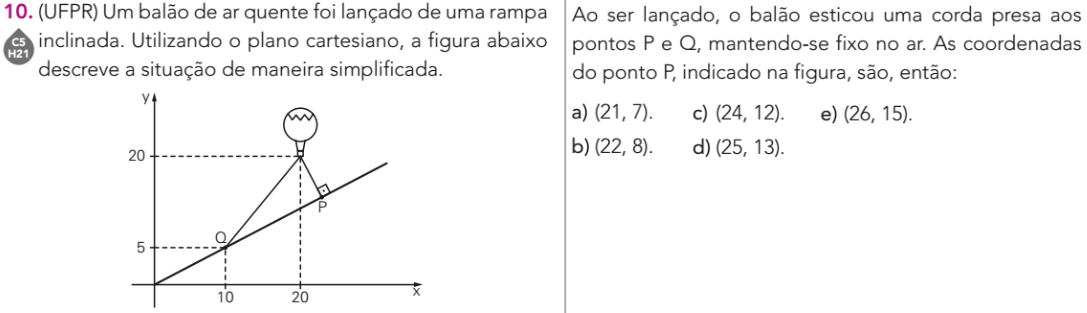 10. (UFPR) Um balão de ar quente foi lançado de uma rampa
C5
H21
inclinada. Utilizando o plano cartesiano, a figura abaixo
descreve a situação de maneira simplificada.
y
20
P
Q
5
10
20
x
Ao ser lançado, o balão esticou uma corda presa aos
pontos P e Q, mantendo-se fixo no ar. As coordenadas
do ponto P, indicado na figura, são, então:
a) (21, 7). c) (24, 12). e) (26, 15).
b) (22, 8). d) (25, 13).